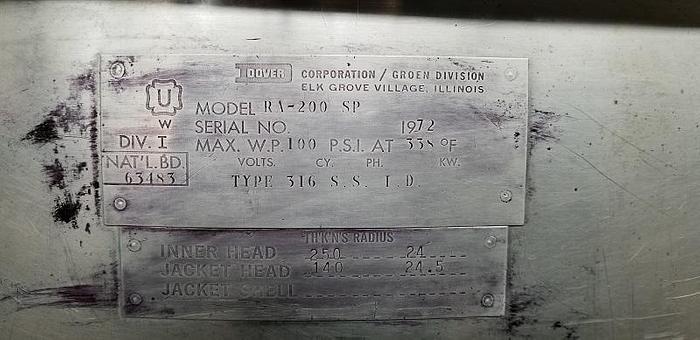 DOVER CORPORATION / GROEN DIVISION
ELK GROVE VILLAGE, ILLINOIS
U
W
MODEL RA-200 SP
SERIAL NO. 1972
DIV. I MAX. W.P. 100 P.S.I. AT 338 °F
NAT'L. BD. VOLTS. CY. PH. KW.
63483 TYPE 316 S.S. I.D.
TH'K'N'S RADIUS
INNER HEAD .250 24
JACKET HEAD .140 24.5
JACKET SHELL